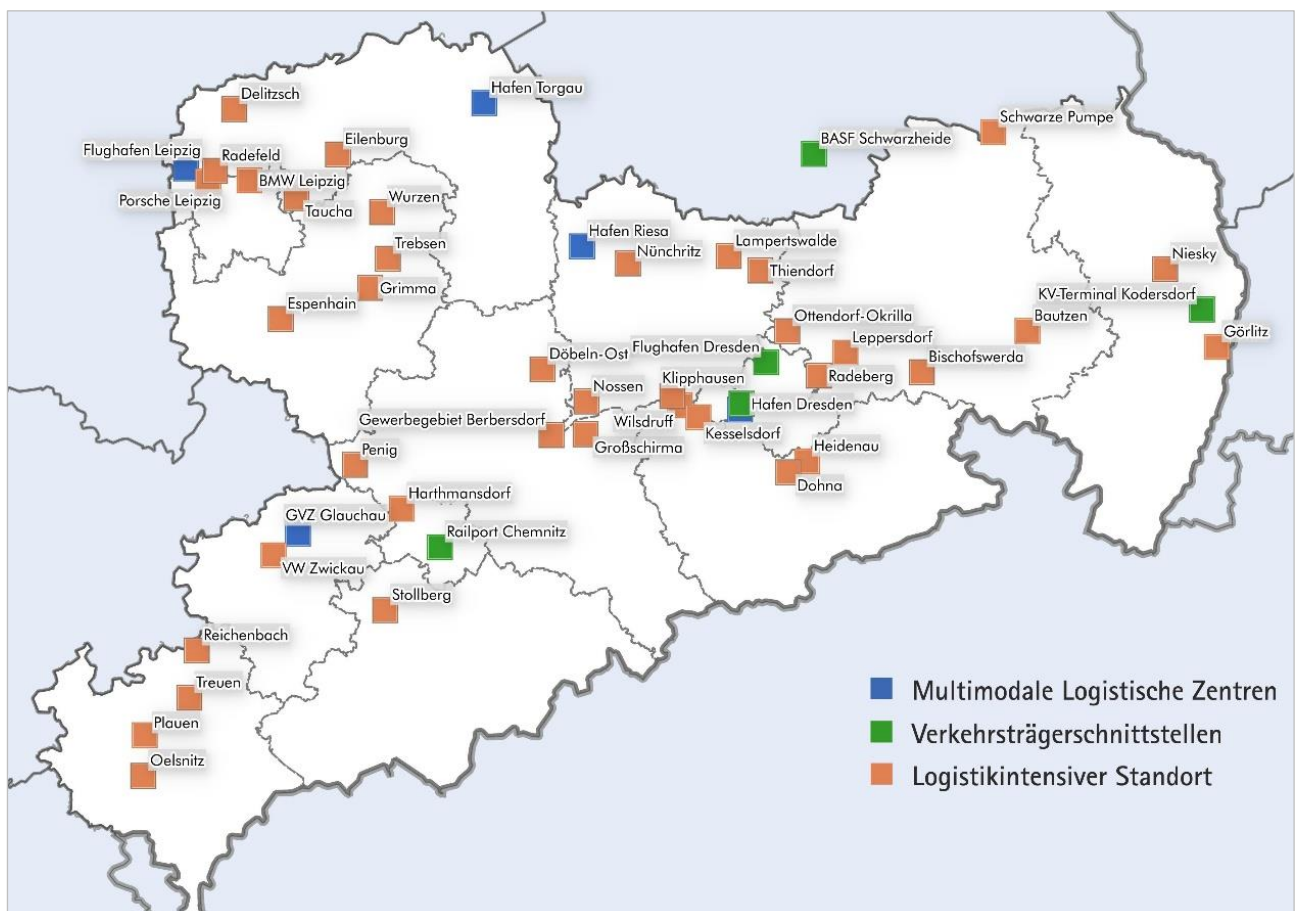 Hafen Torgau
Delitzsch
Schwarze Pumpe
Eilenburg
BASF Schwarzheide
Flughafen Leipzig
Radefeld
BMW Leipzig
Porsche Leipzig
Taucha
Wurzen
Hafen Riesa
Lampertswalde
Trebsen
Nünchritz
Niesky
Thiendorf
Grimma
KV-Terminal Kodersdorf
Espenhain
Ottendorf-Okrilla
Bautzen
Görlitz
Leppersdorf
Flughafen Dresden
Döbeln-Ost
Bischofswerda
Klipphausen
Radeberg
Nossen
Hafen Dresden
Gewerbegebiet Berbersdorf
Wilsdruff
Kesselsdorf
Großschirma
Heidenau
Penig
Dohna
Harthmansdorf
GVZ Glauchau
Railport Chemnitz
VW Zwickau
Stollberg
Reichenbach
Treuen
Plauen
Oelsnitz
Multimodale Logistische Zentren
Verkehrsträgerschnittstellen
Logistikintensiver Standort